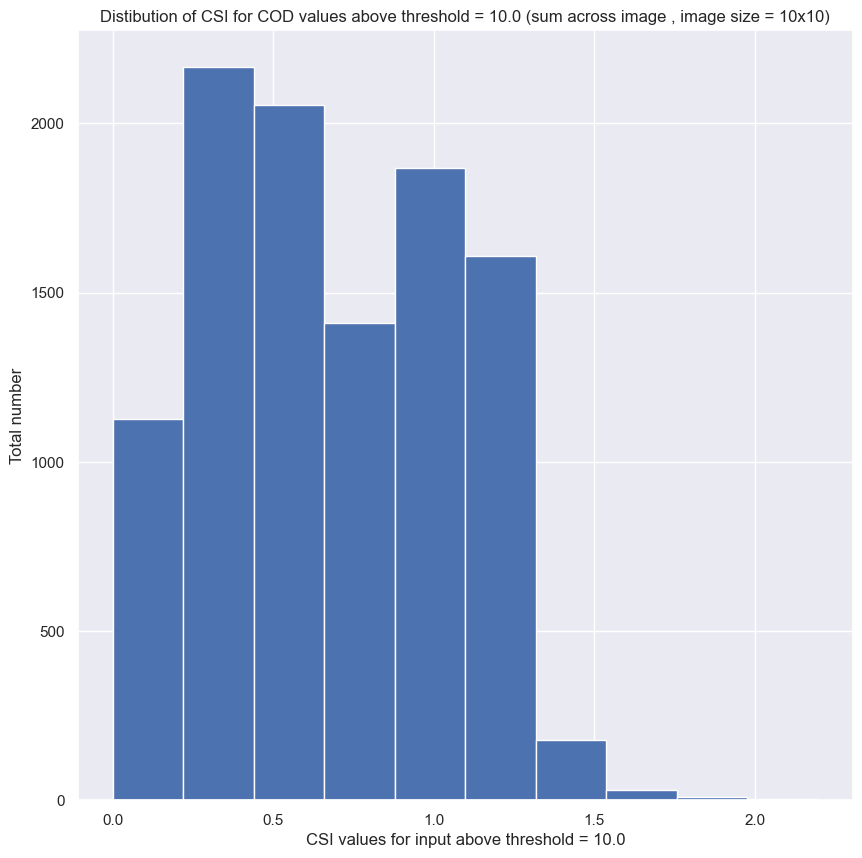 Distibution of CSI for COD values above threshold = 10.0 (sum across image , image size = 10x10)
2000
1500
1000
500
0
Total number
0.0 0.5 1.0 1.5 2.0
CSI values for input above threshold = 10.0